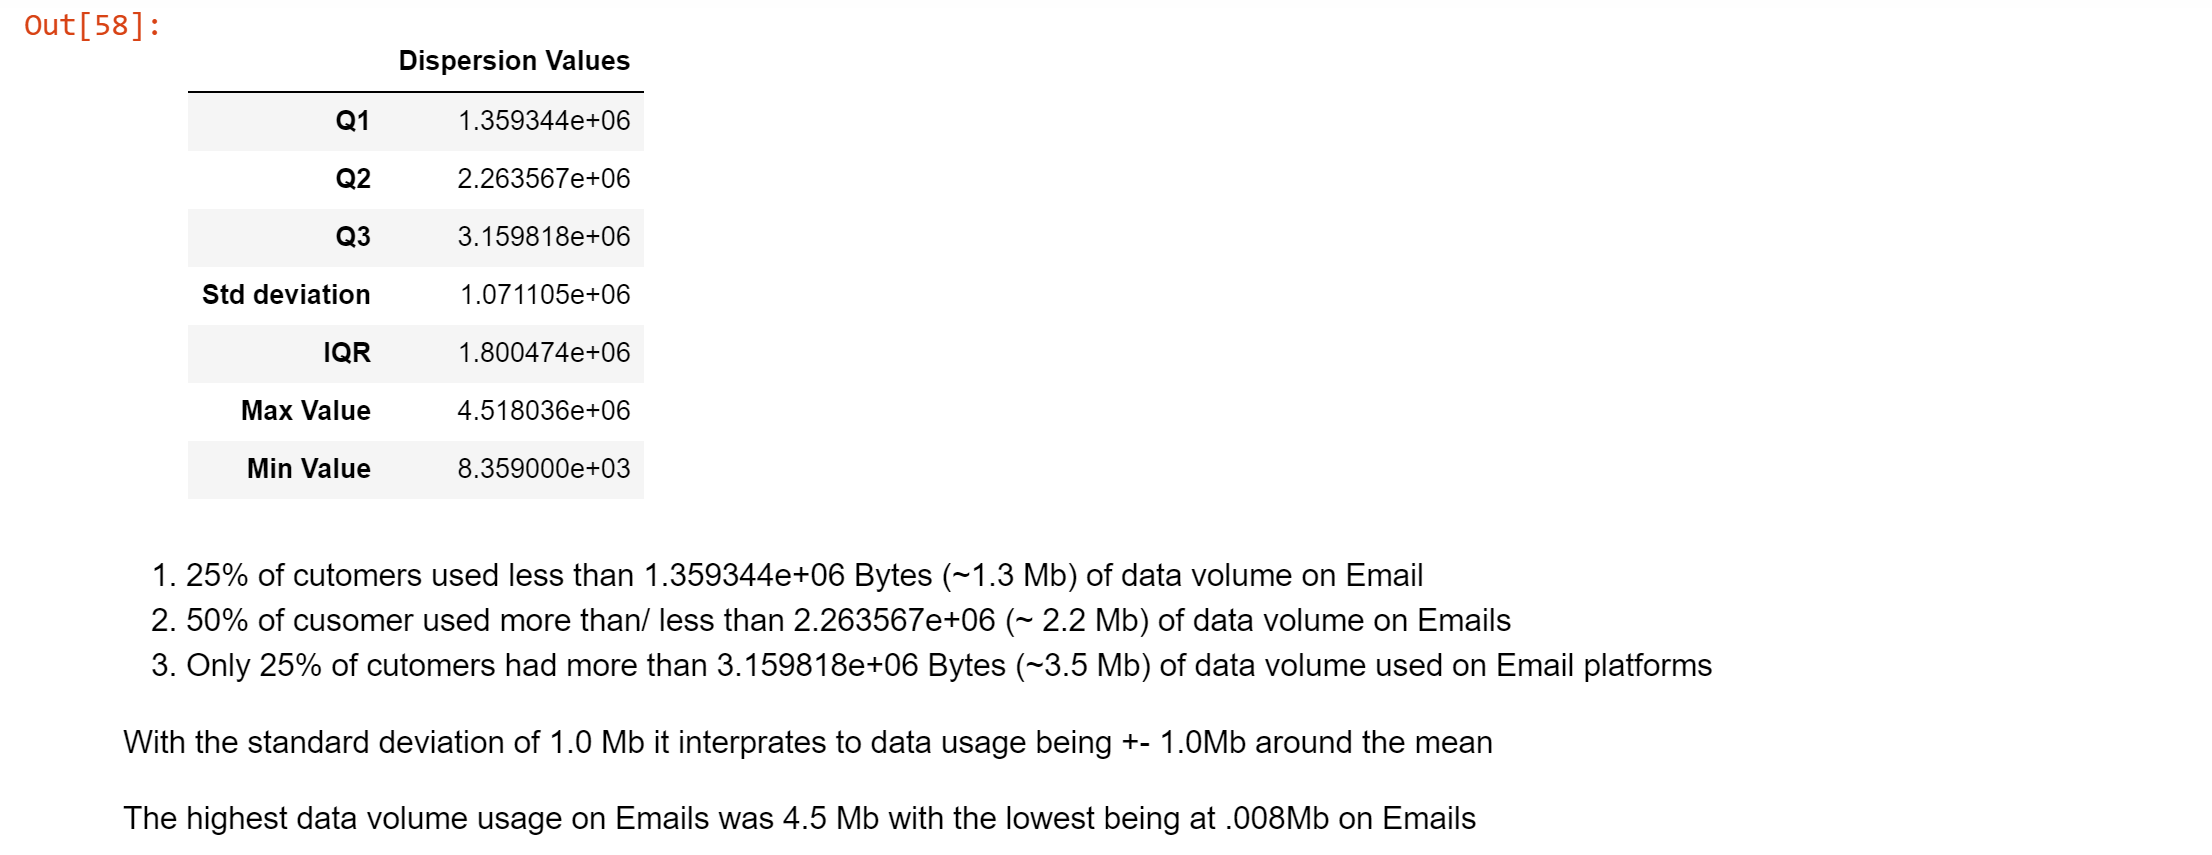 Out[58]:
Dispersion Values
Q1 1.359344e+06
Q2 2.263567e+06
Q3 3.159818e+06
Std deviation 1.071105e+06
IQR 1.800474e+06
Max Value 4.518036e+06
Min Value 8.359000e+03
1. 25% of cutomers used less than 1.359344e+06 Bytes (~1.3 Mb) of data volume on Email
2. 50% of cusomer used more than/ less than 2.263567e+06 (~ 2.2 Mb) of data volume on Emails
3. Only 25% of cutomers had more than 3.159818e+06 Bytes (~3.5 Mb) of data volume used on Email platforms
With the standard deviation of 1.0 Mb it interprates to data usage being +- 1.0Mb around the mean
The highest data volume usage on Emails was 4.5 Mb with the lowest being at .008Mb on Emails